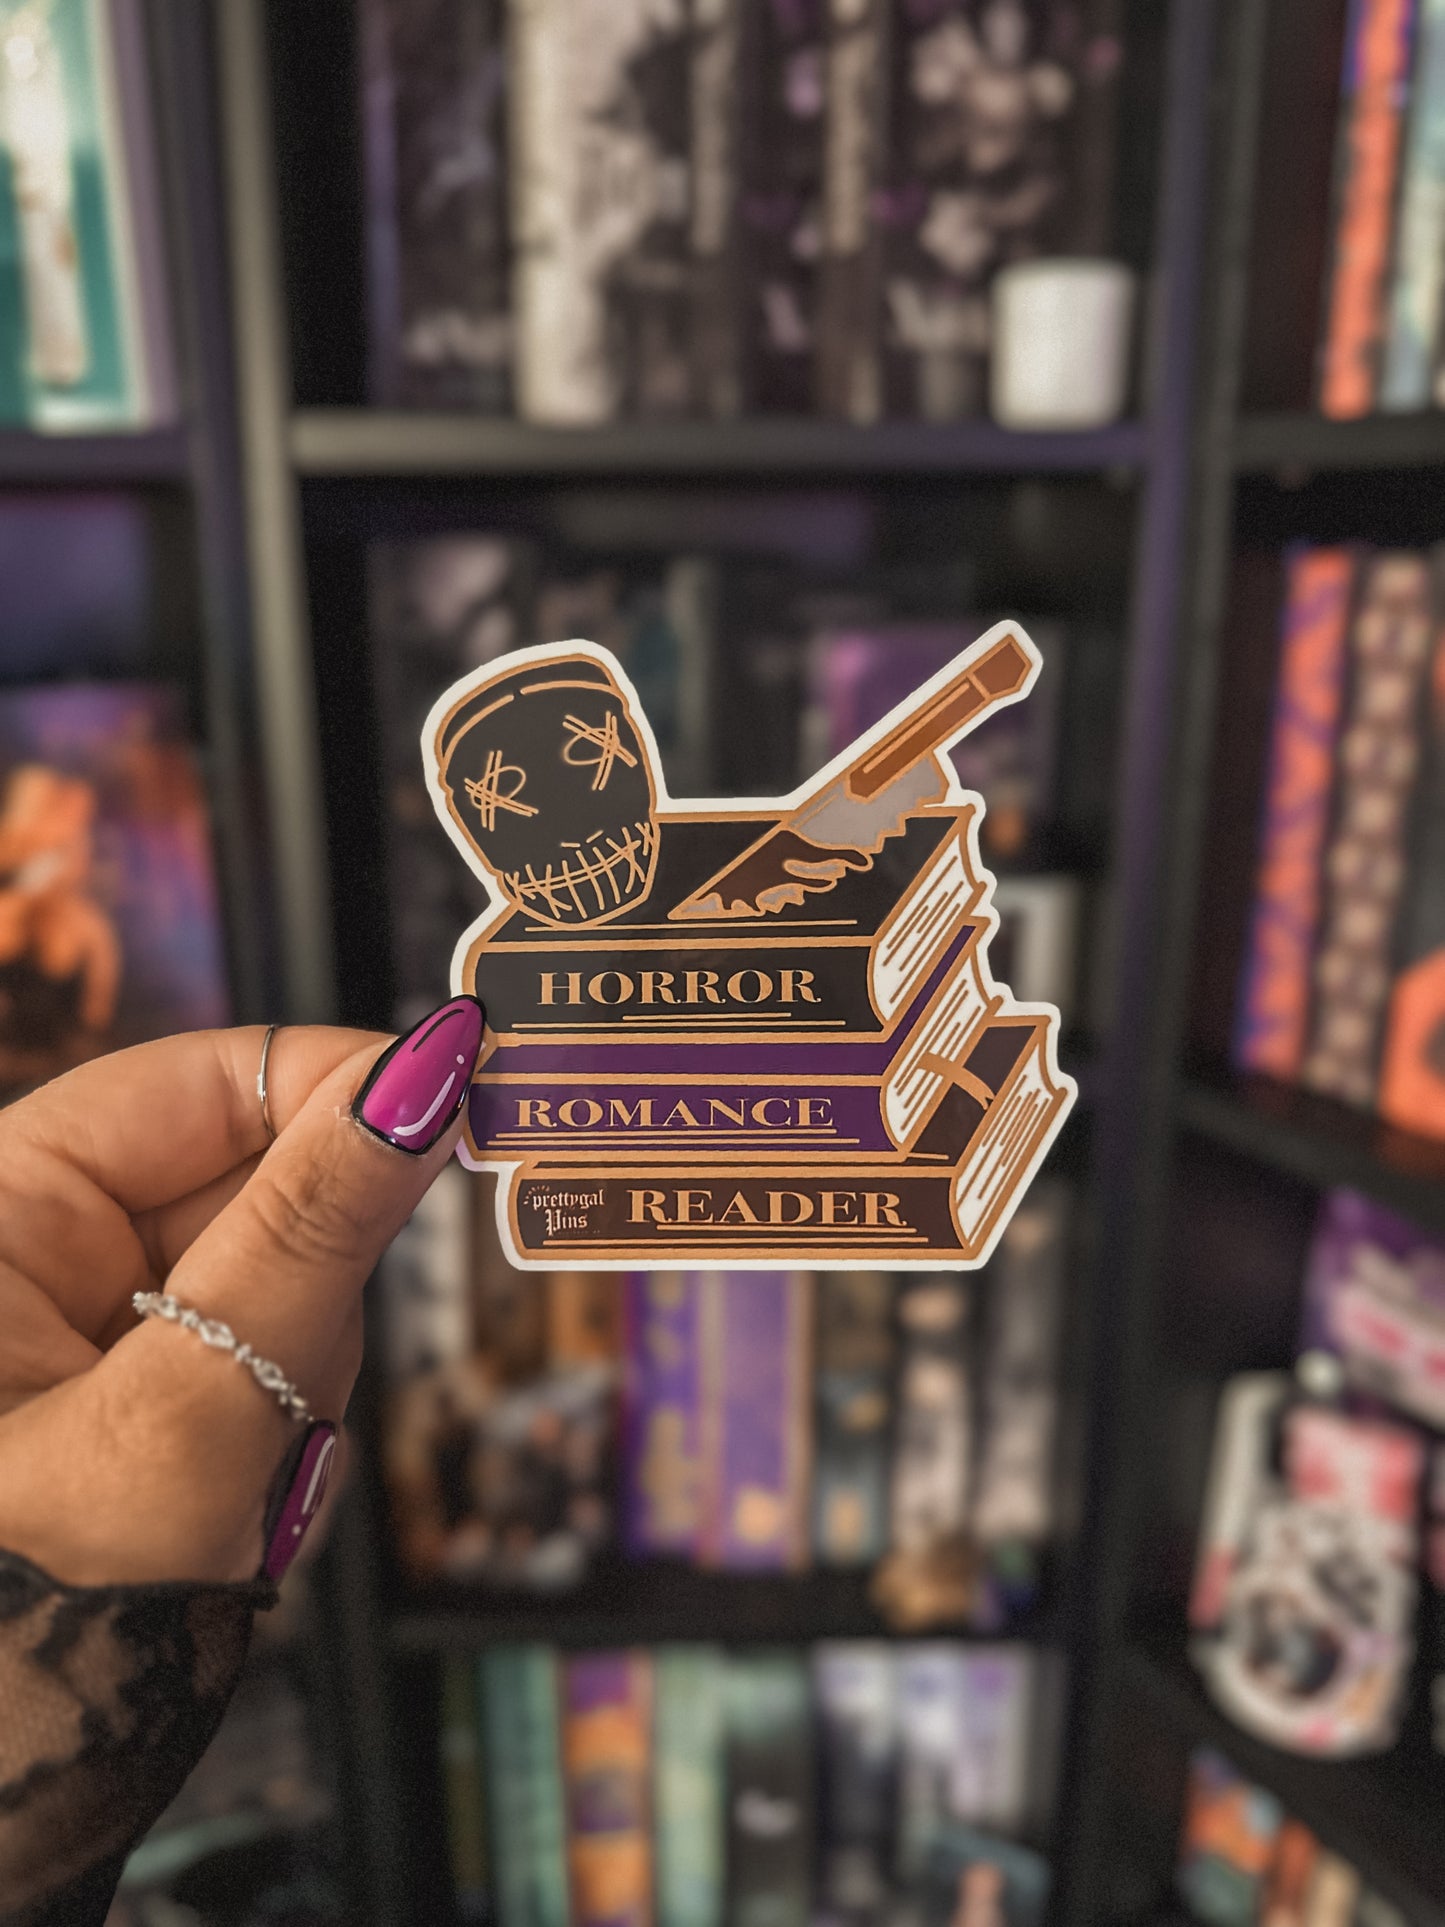 HORROR
ROMANCE
prettygal
Pins
READER